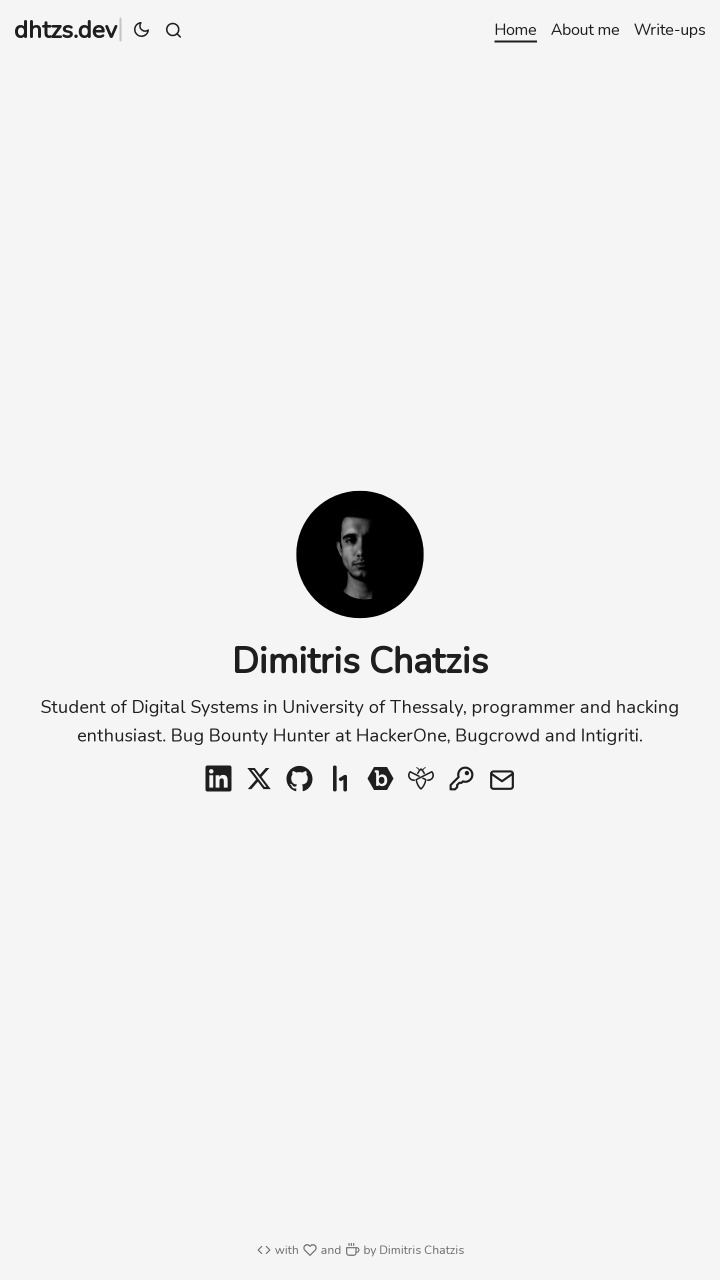 dhtzs.dev
Home About me Write-ups
Dimitris Chatzis
Student of Digital Systems in University of Thessaly, programmer and hacking
enthusiast. Bug Bounty Hunter at HackerOne, Bugcrowd and Intigriti.
with and by Dimitris Chatzis